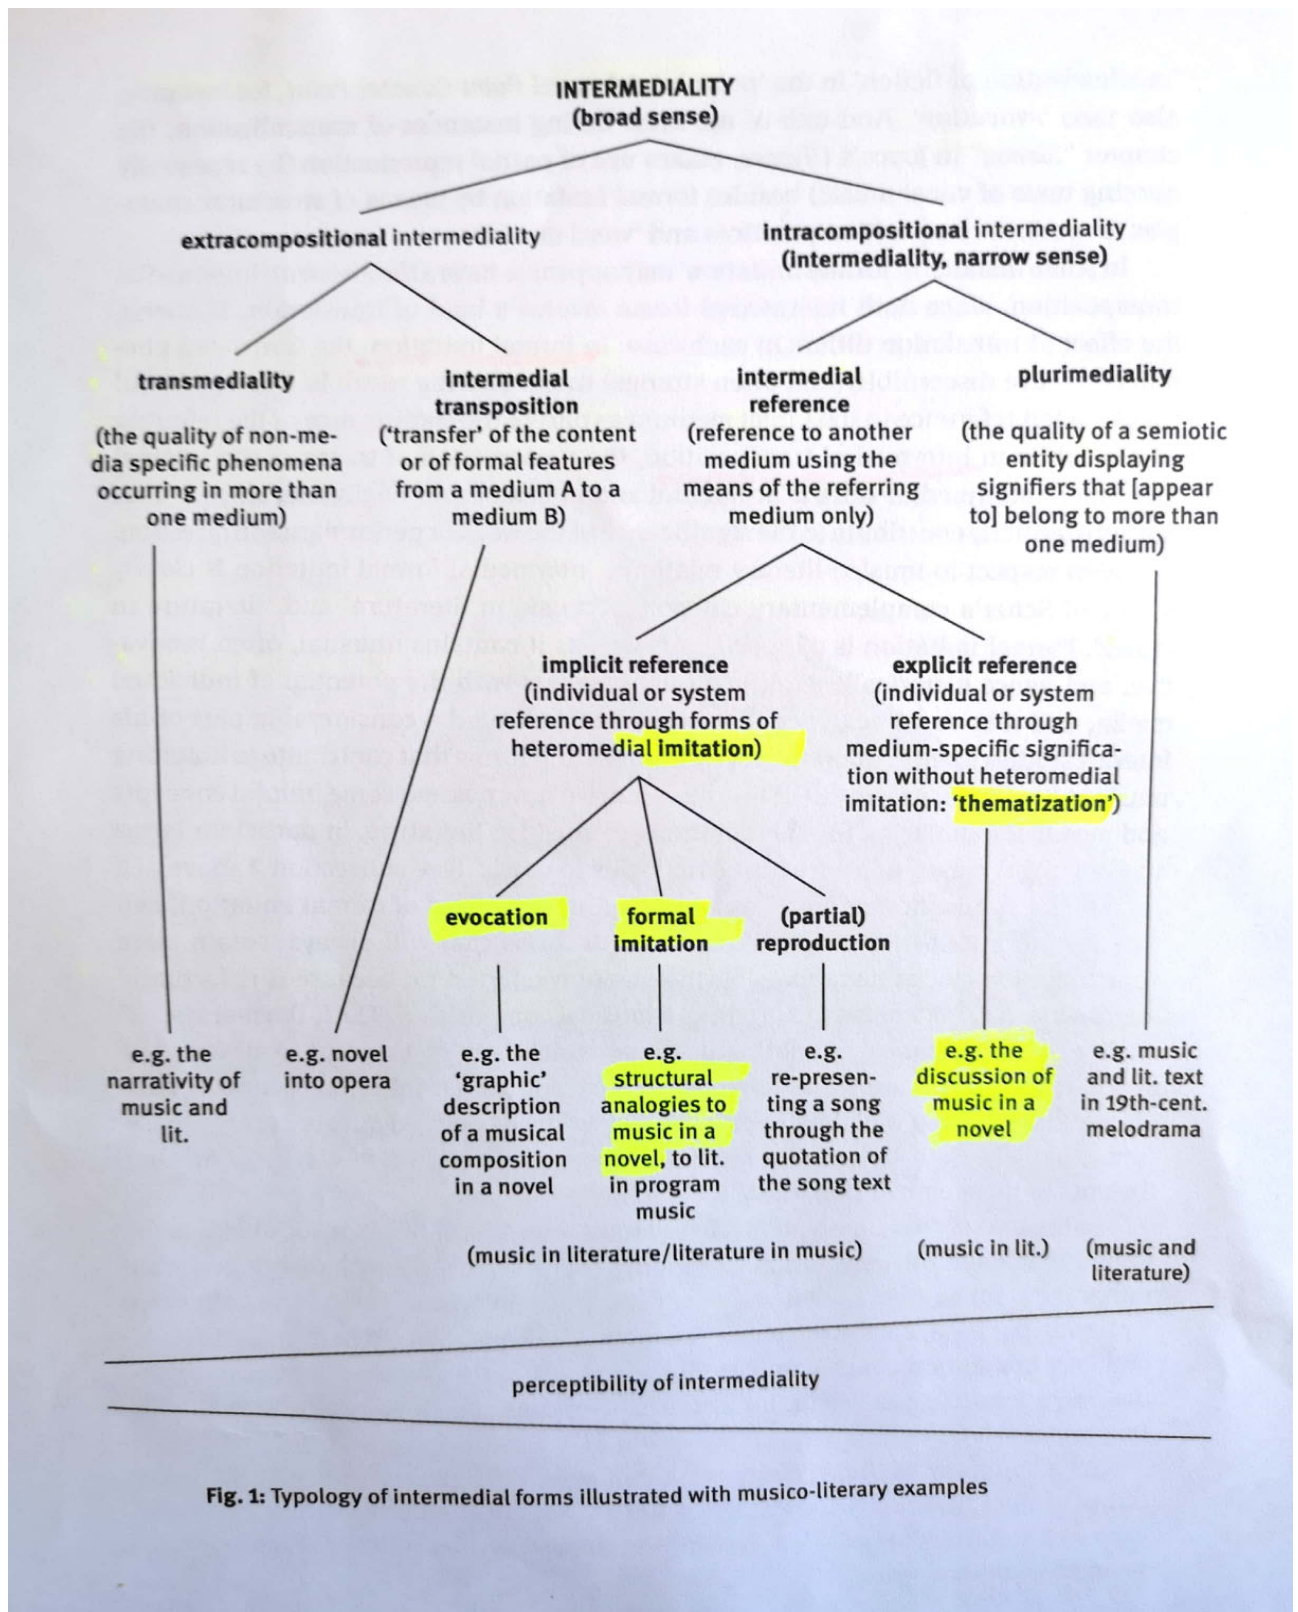 INTERMEDIALITY
(broad sense)
extracompositional intermediality
intracompositional intermediality
(intermediality, narrow sense)
transmediality
(the quality of non-me-
dia specific phenomena
occurring in more than
one medium)
intermedial
transposition
(‘transfer’ of the content
or of formal features
from a medium A to a
medium B)
intermedial
reference
(reference to another
medium using the
means of the referring
medium only)
plurimediality
(the quality of a semiotic
entity displaying
signifiers that [appear
to] belong to more than
one medium)
implicit reference
(individual or system
reference through forms of
heteromedial imitation)
explicit reference
(individual or system
reference through
medium-specific significa-
tion without heteromedial
imitation: ‘thematization’)
evocation
formal
imitation
(partial)
reproduction
e.g. the
narrativity of
music and
lit.
e.g. novel
into opera
e.g. the
‘graphic’
description
of a musical
composition
in a novel
e.g.
structural
analogies to
music in a
novel, to lit.
in program
music
e.g.
re-presen-
ting a song
through the
quotation of
the song text
e.g. the
discussion of
music in a
novel
e.g. music
and lit. text
in 19th-cent.
melodrama
(music in literature/literature in music)
(music in lit.)
(music and
literature)
perceptibility of intermediality
Fig. 1: Typology of intermedial forms illustrated with musico-literary examples